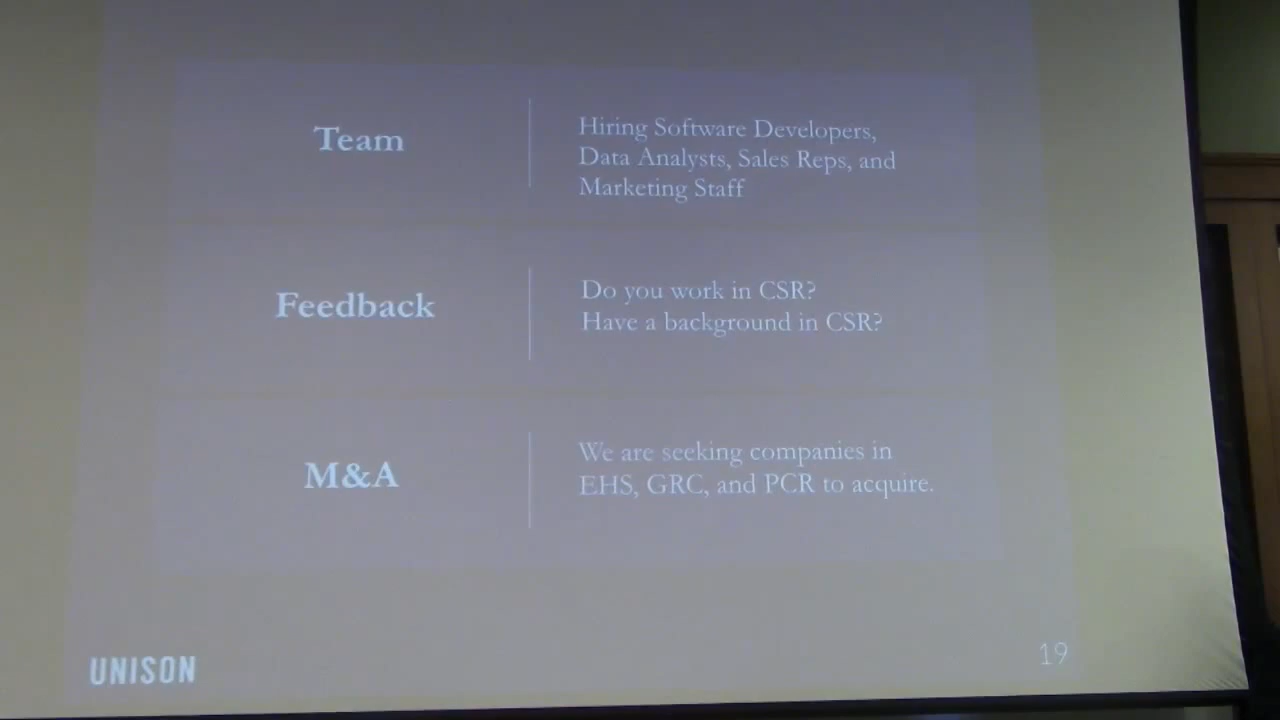 Team
Hiring Software Developers,
Data Analysts, Sales Reps, and
Marketing Staff
Feedback
Do you work in CSR?
Have a background in CSR?
M&A
We are seeking companies in
EHS, GRC, and PCR to acquire.
UNISON
19